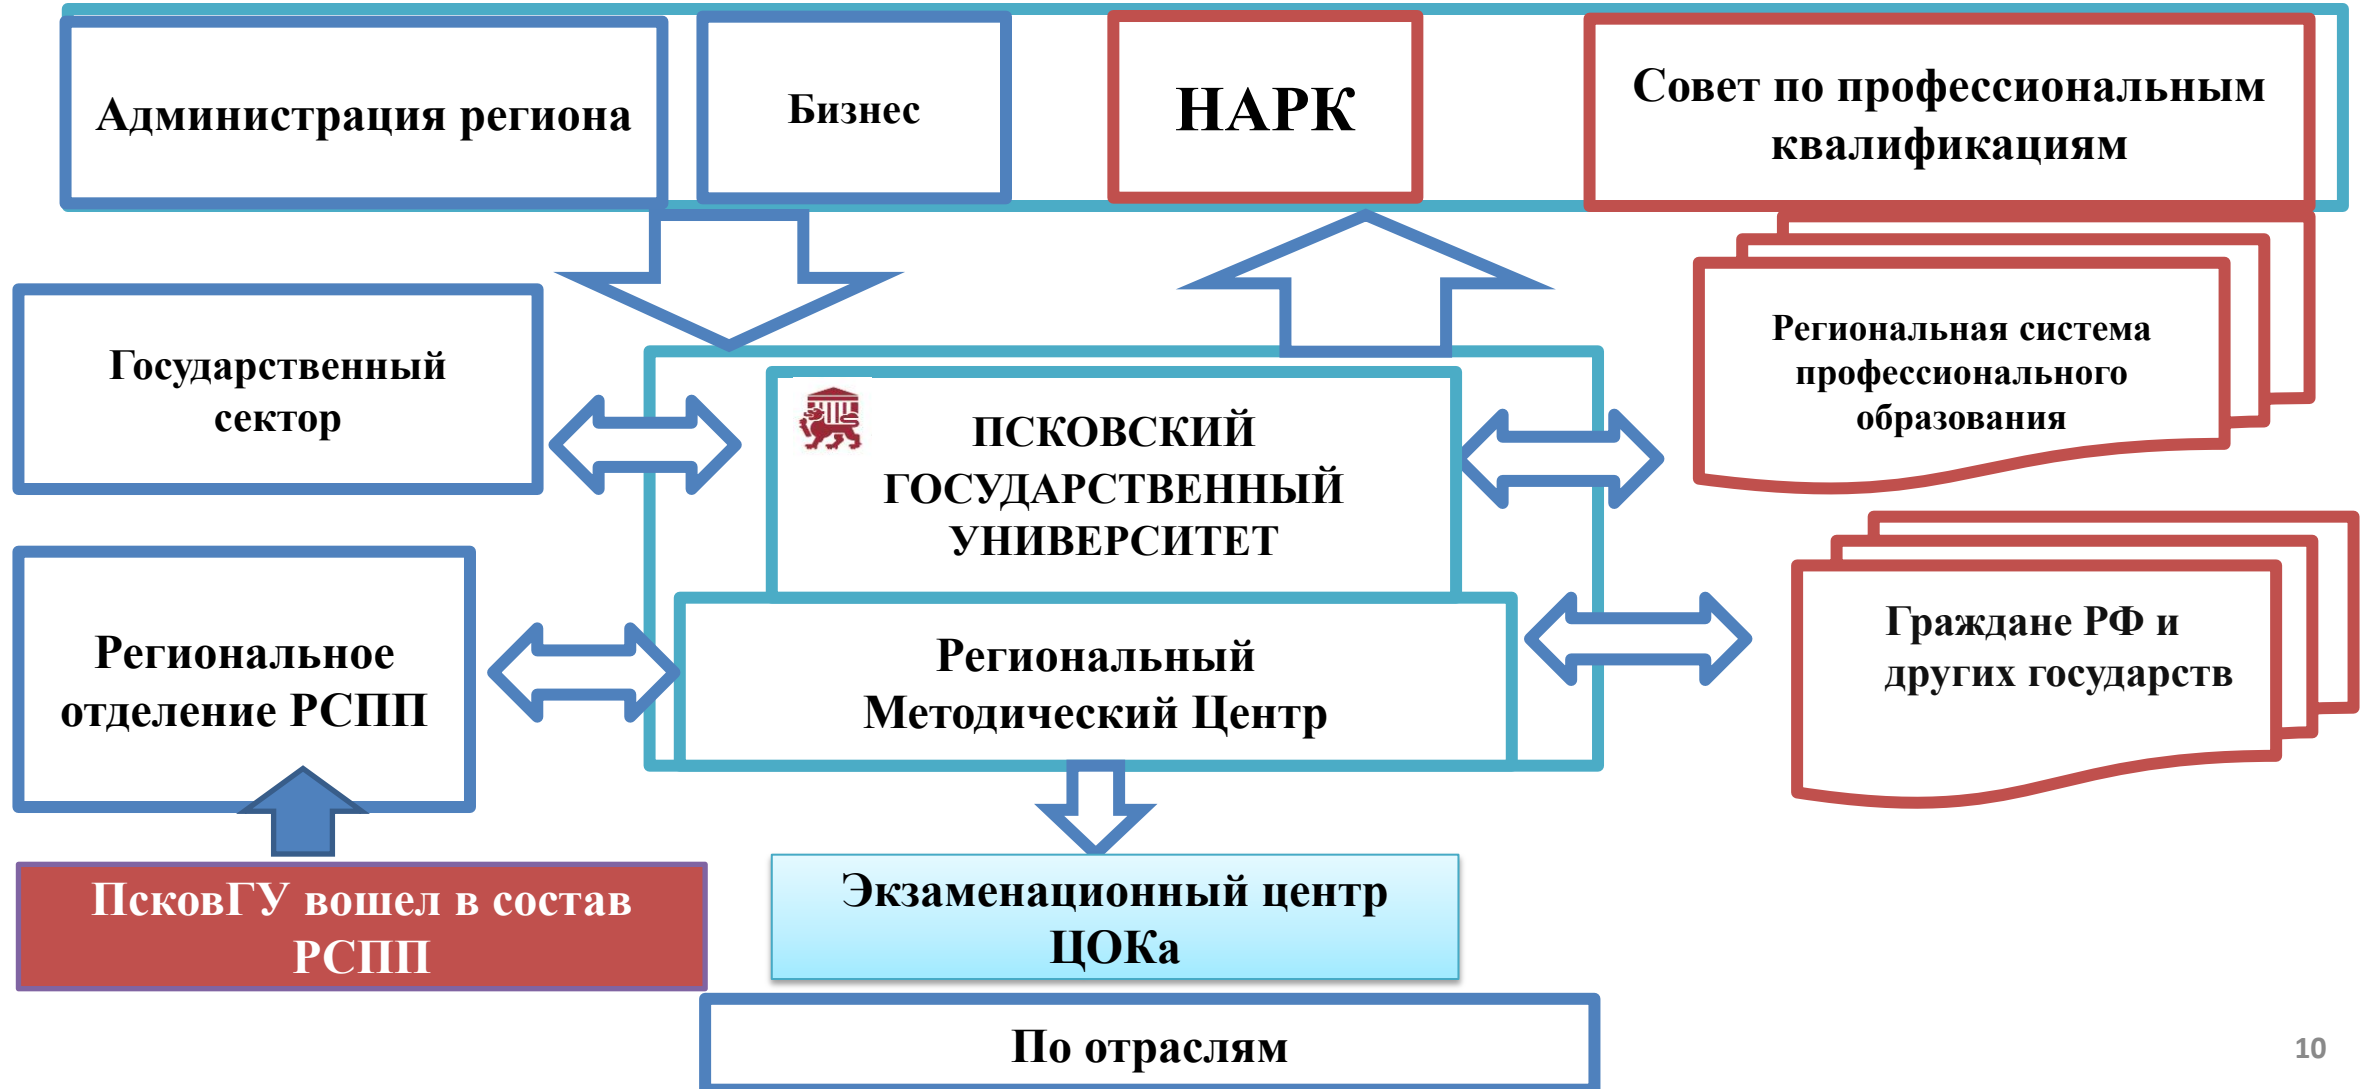 Администрация региона
Бизнес
НАРК
Совет по профессиональным
квалификациям
Государственный
сектор
ПСКОВСКИЙ
ГОСУДАРСТВЕННЫЙ
УНИВЕРСИТЕТ
Региональная система
профессионального
образования
Региональное
отделение РСПП
Региональный
Методический Центр
Граждане РФ и
других государств
ПсковГУ вошел в состав
РСПП
Экзаменационный центр
ЦОКа
По отраслям
10